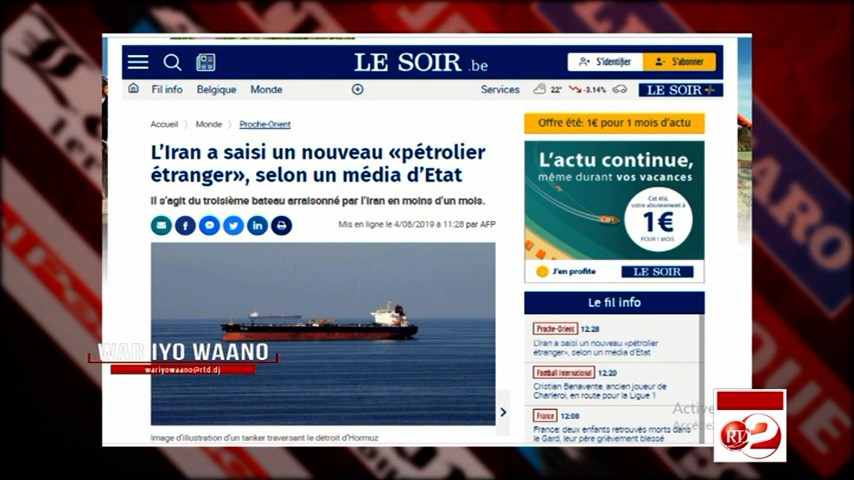 LE SOIR .be
S'identifier
S'abonner
Fil info Belgique Monde
Services 22° -3.14% LE SOIR +
Accueil > Monde > Proche-Orient
L'Iran a saisi un nouveau «pétrolier
étranger», selon un média d'Etat
Il s'agit du troisième bateau arraisonné par l'Iran en moins d'un mois.
Mis en ligne le 4/08/2019 à 11:28 par AFP
Image d'illustration d'un tanker traversant le détroit d'Hormuz
Offre été: 1€ pour 1 mois d'actu
L'actu continue,
même durant vos vacances
Cet été,
votre abonnement à
1€
POUR 1 MOIS
J'en profite LE SOIR
Le fil info
Proche-Orient 12:28
L'Iran a saisi un nouveau «pétrolier
étranger», selon un média d'Etat
Football international 12:20
Cristian Benavente, ancien joueur de
Charleroi, en route pour la Ligue 1
France 12:08
France: deux enfants retrouvés morts dans
le Gard, leur père grièvement blessé
WAR IYO WAANO
wariyowaano@rtd.dj
RTD 2